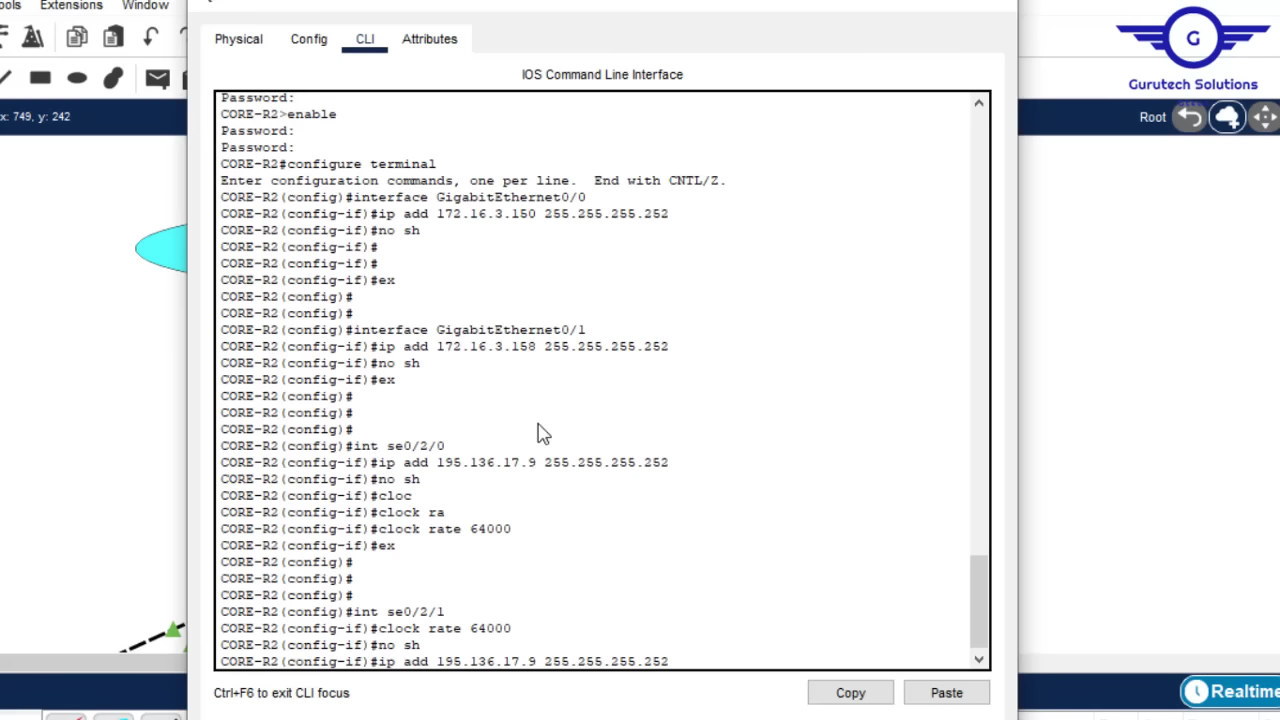 ools Extensions Window
Physical Config CLI Attributes
G
IOS Command Line Interface
Gurutech Solutions
x: 749, y: 242
Root
Password:
CORE-R2>enable
Password:
Password:
CORE-R2#configure terminal
Enter configuration commands, one per line. End with CNTL/Z.
CORE-R2(config)#interface GigabitEthernet0/0
CORE-R2(config-if)#ip add 172.16.3.150 255.255.255.252
CORE-R2(config-if)#no sh
CORE-R2(config-if)#
CORE-R2(config-if)#
CORE-R2(config-if)#ex
CORE-R2(config)#
CORE-R2(config)#
CORE-R2(config)#interface GigabitEthernet0/1
CORE-R2(config-if)#ip add 172.16.3.158 255.255.255.252
CORE-R2(config-if)#no sh
CORE-R2(config-if)#ex
CORE-R2(config)#
CORE-R2(config)#
CORE-R2(config)#
CORE-R2(config)#int se0/2/0
CORE-R2(config-if)#ip add 195.136.17.9 255.255.255.252
CORE-R2(config-if)#no sh
CORE-R2(config-if)#cloc
CORE-R2(config-if)#clock ra
CORE-R2(config-if)#clock rate 64000
CORE-R2(config-if)#ex
CORE-R2(config)#
CORE-R2(config)#
CORE-R2(config)#
CORE-R2(config)#int se0/2/1
CORE-R2(config-if)#clock rate 64000
CORE-R2(config-if)#no sh
CORE-R2(config-if)#ip add 195.136.17.9 255.255.255.252
Ctrl+F6 to exit CLI focus
Copy Paste
Realtime